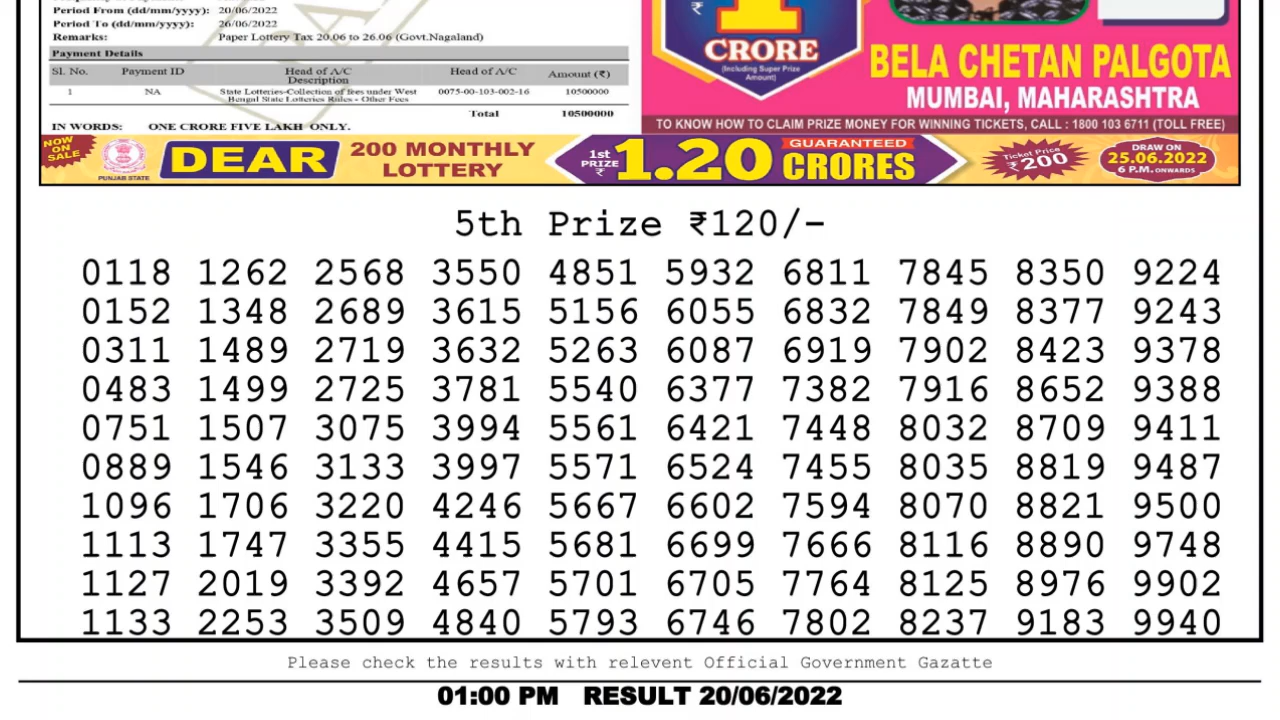 Period From (dd/mm/yyyy): 20/06/2022
Period To (dd/mm/yyyy): 26/06/2022
Remarks: Paper Lottery Tax 20.06 to 26.06 (Govt.Nagaland)
Payment Details
Sl. No. Payment ID Head of A/C Description Head of A/C Amount (₹)
1 NA State Lotteries-Collection of fees under West Bengal State Lotteries Rules - Other Fees 0075-00-103-002-16 10500000
Total 10500000
IN WORDS: ONE CRORE FIVE LAKH ONLY.
₹ 1
CRORE
(Including Super Prize Amount)
BELA CHETAN PALGOTA
MUMBAI, MAHARASHTRA
TO KNOW HOW TO CLAIM PRIZE MONEY FOR WINNING TICKETS, CALL : 1800 103 6711 (TOLL FREE)
NOW ON SALE
PUNJAB STATE
DEAR
200 MONTHLY
LOTTERY
1st PRIZE ₹ 1.20 GUARANTEED CRORES
Ticket Price ₹200
DRAW ON
25.06.2022
6 P.M. ONWARDS
5th Prize ₹120/-
0118 1262 2568 3550 4851 5932 6811 7845 8350 9224
0152 1348 2689 3615 5156 6055 6832 7849 8377 9243
0311 1489 2719 3632 5263 6087 6919 7902 8423 9378
0483 1499 2725 3781 5540 6377 7382 7916 8652 9388
0751 1507 3075 3994 5561 6421 7448 8032 8709 9411
0889 1546 3133 3997 5571 6524 7455 8035 8819 9487
1096 1706 3220 4246 5667 6602 7594 8070 8821 9500
1113 1747 3355 4415 5681 6699 7666 8116 8890 9748
1127 2019 3392 4657 5701 6705 7764 8125 8976 9902
1133 2253 3509 4840 5793 6746 7802 8237 9183 9940
Please check the results with relevent Official Government Gazatte
01:00 PM RESULT 20/06/2022